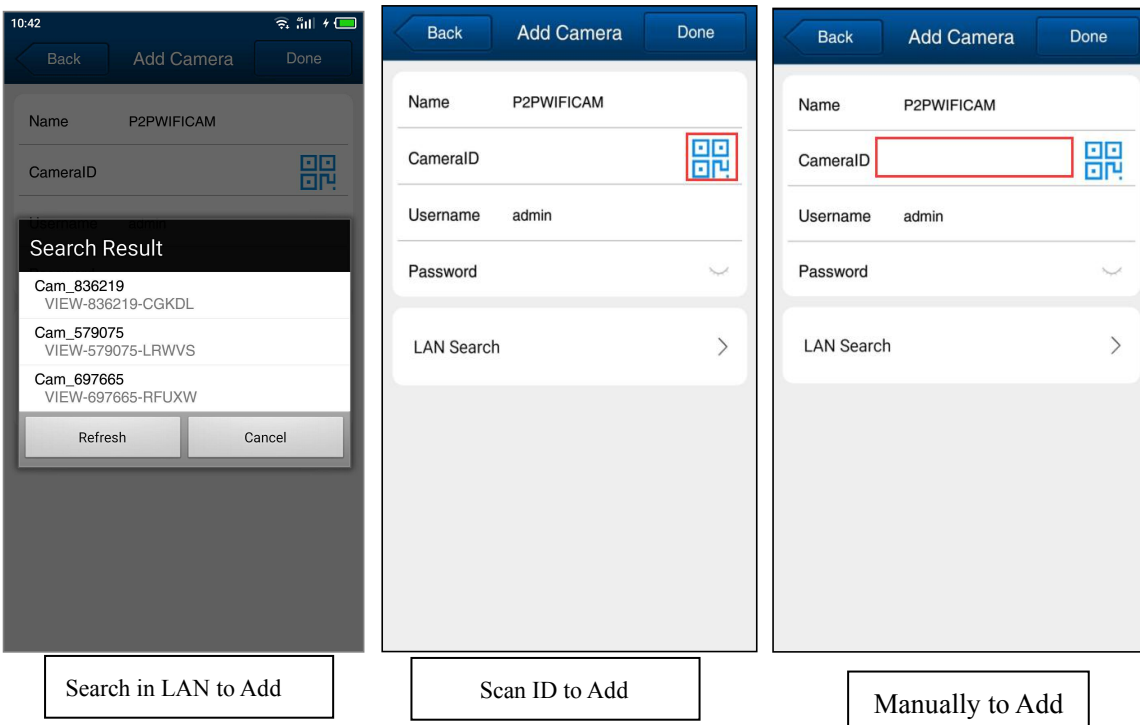 10:42
Back Add Camera Done
Name P2PWIFICAM
CameraID
Username admin
Search Result
Cam_836219
VIEW-836219-CGKDL
Cam_579075
VIEW-579075-LRWVS
Cam_697665
VIEW-697665-RFUXW
Refresh Cancel
Search in LAN to Add
Back Add Camera Done
Name P2PWIFICAM
CameraID
Username admin
Password
LAN Search
Scan ID to Add
Back Add Camera Done
Name P2PWIFICAM
CameraID
Username admin
Password
LAN Search
Manually to Add